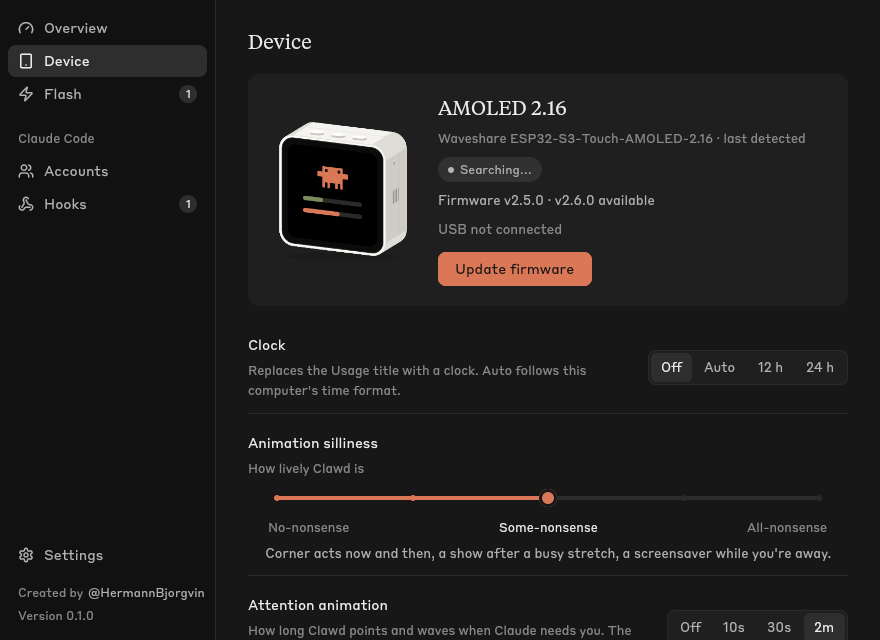 Overview
Device
Flash
1
Claude Code
Accounts
Hooks
1
Settings
Created by @HermannBjorgvin
Version 0.1.0
Device
AMOLED 2.16
Waveshare ESP32-S3-Touch-AMOLED-2.16 · last detected
Searching...
Firmware v2.5.0 · v2.6.0 available
USB not connected
Update firmware
Clock
Replaces the Usage title with a clock. Auto follows this
computer's time format.
Off Auto 12 h 24 h
Animation silliness
How lively Clawd is
No-nonsense Some-nonsense All-nonsense
Corner acts now and then, a show after a busy stretch, a screensaver while you're away.
Attention animation
How long Clawd points and waves when Claude needs you. The
Off 10s 30s 2m